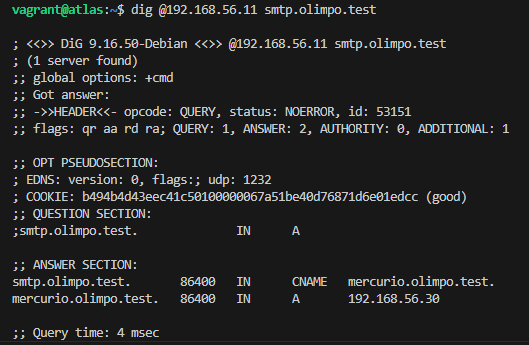 vagrant@atlas:~$ dig @192.168.56.11 smtp.olimpo.test

; <<>> DiG 9.16.50-Debian <<>> @192.168.56.11 smtp.olimpo.test
; (1 server found)
;; global options: +cmd
;; Got answer:
;; ->>HEADER<<- opcode: QUERY, status: NOERROR, id: 53151
;; flags: qr aa rd ra; QUERY: 1, ANSWER: 2, AUTHORITY: 0, ADDITIONAL: 1

;; OPT PSEUDOSECTION:
; EDNS: version: 0, flags:; udp: 1232
; COOKIE: b494b4d43eec41c50100000067a51be40d76871d6e01edcc (good)
;; QUESTION SECTION:
;smtp.olimpo.test. IN A

;; ANSWER SECTION:
smtp.olimpo.test. 86400 IN CNAME mercurio.olimpo.test.
mercurio.olimpo.test. 86400 IN A 192.168.56.30

;; Query time: 4 msec